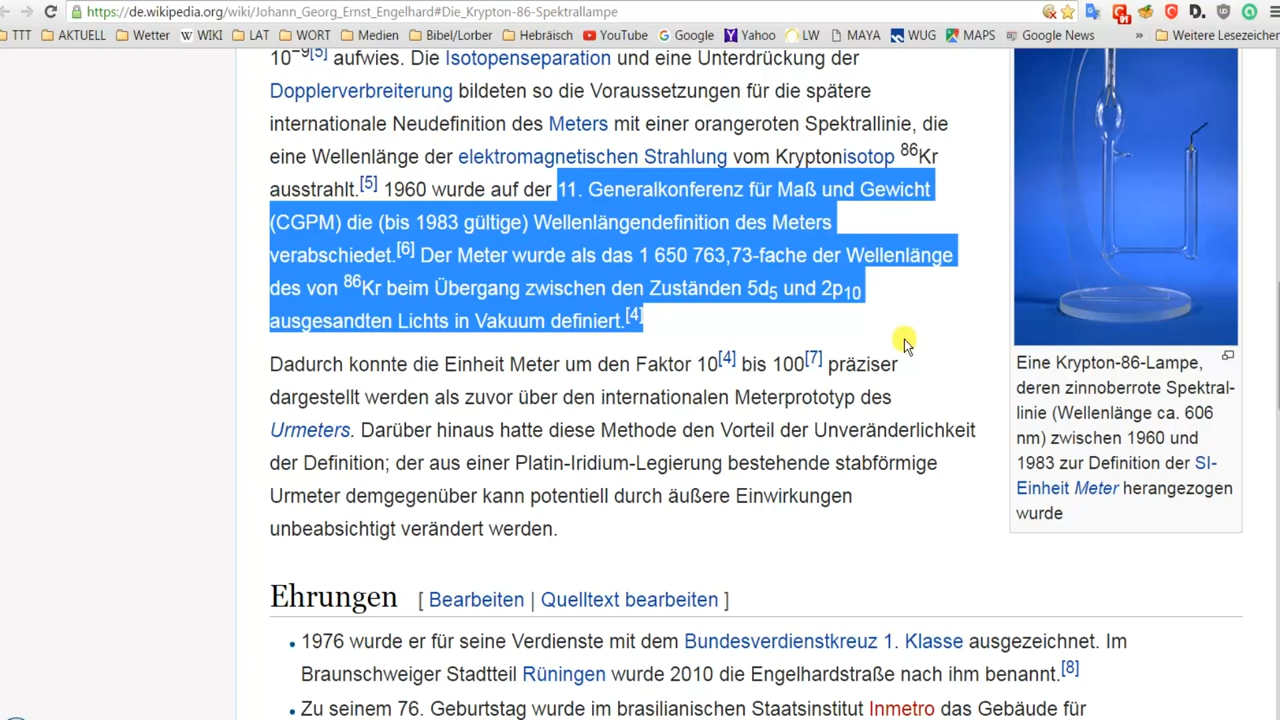 https://de.wikipedia.org/wiki/Johann_Georg_Ernst_Engelhard#Die_Krypton-86-Spektrallampe
91
TTT AKTUELL Wetter WIKI LAT WORT Medien Bibel/Lorber Hebräisch YouTube Google Yahoo LW MAYA WUG MAPS Google News » Weitere Lesezeichen
10⁻⁹[5] aufwies. Die Isotopenseparation und eine Unterdrückung der
Dopplerverbreiterung bildeten so die Voraussetzungen für die spätere
internationale Neudefinition des Meters mit einer orangeroten Spektrallinie, die
eine Wellenlänge der elektromagnetischen Strahlung vom Kryptonisotop ⁸⁶Kr
ausstrahlt.[5] 1960 wurde auf der 11. Generalkonferenz für Maß und Gewicht
(CGPM) die (bis 1983 gültige) Wellenlängendefinition des Meters
verabschiedet.[6] Der Meter wurde als das 1 650 763,73-fache der Wellenlänge
des von ⁸⁶Kr beim Übergang zwischen den Zuständen 5d₅ und 2p₁₀
ausgesandten Lichts in Vakuum definiert.[4]
Dadurch konnte die Einheit Meter um den Faktor 10[4] bis 100[7] präziser
dargestellt werden als zuvor über den internationalen Meterprototyp des
Urmeters. Darüber hinaus hatte diese Methode den Vorteil der Unveränderlichkeit
der Definition; der aus einer Platin-Iridium-Legierung bestehende stabförmige
Urmeter demgegenüber kann potentiell durch äußere Einwirkungen
unbeabsichtigt verändert werden.
Eine Krypton-86-Lampe,
deren zinnoberrote Spektral-
linie (Wellenlänge ca. 606
nm) zwischen 1960 und
1983 zur Definition der SI-
Einheit Meter herangezogen
wurde
Ehrungen [ Bearbeiten | Quelltext bearbeiten ]
• 1976 wurde er für seine Verdienste mit dem Bundesverdienstkreuz 1. Klasse ausgezeichnet. Im
Braunschweiger Stadtteil Rüningen wurde 2010 die Engelhardstraße nach ihm benannt.[8]
• Zu seinem 76. Geburtstag wurde im brasilianischen Staatsinstitut Inmetro das Gebäude für